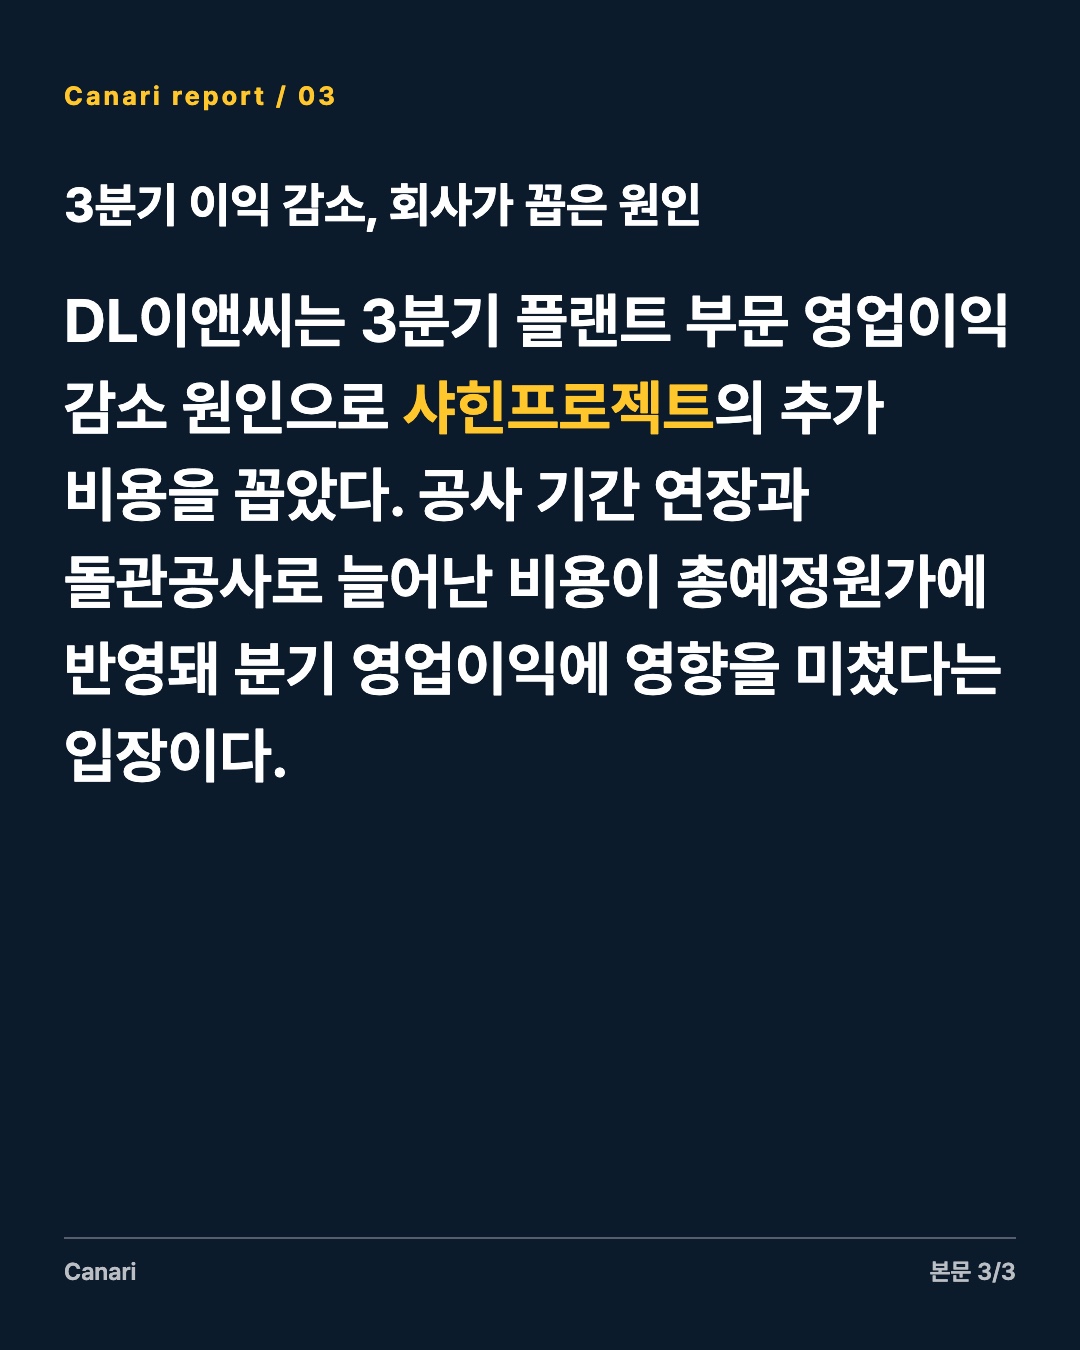 Canari report / 03
3분기 이익 감소, 회사가 꼽은 원인
DL이앤씨는 3분기 플랜트 부문 영업이익
감소 원인으로 샤힌프로젝트의 추가
비용을 꼽았다. 공사 기간 연장과
돌관공사로 늘어난 비용이 총예정원가에
반영돼 분기 영업이익에 영향을 미쳤다는
입장이다.
Canari
본문 3/3